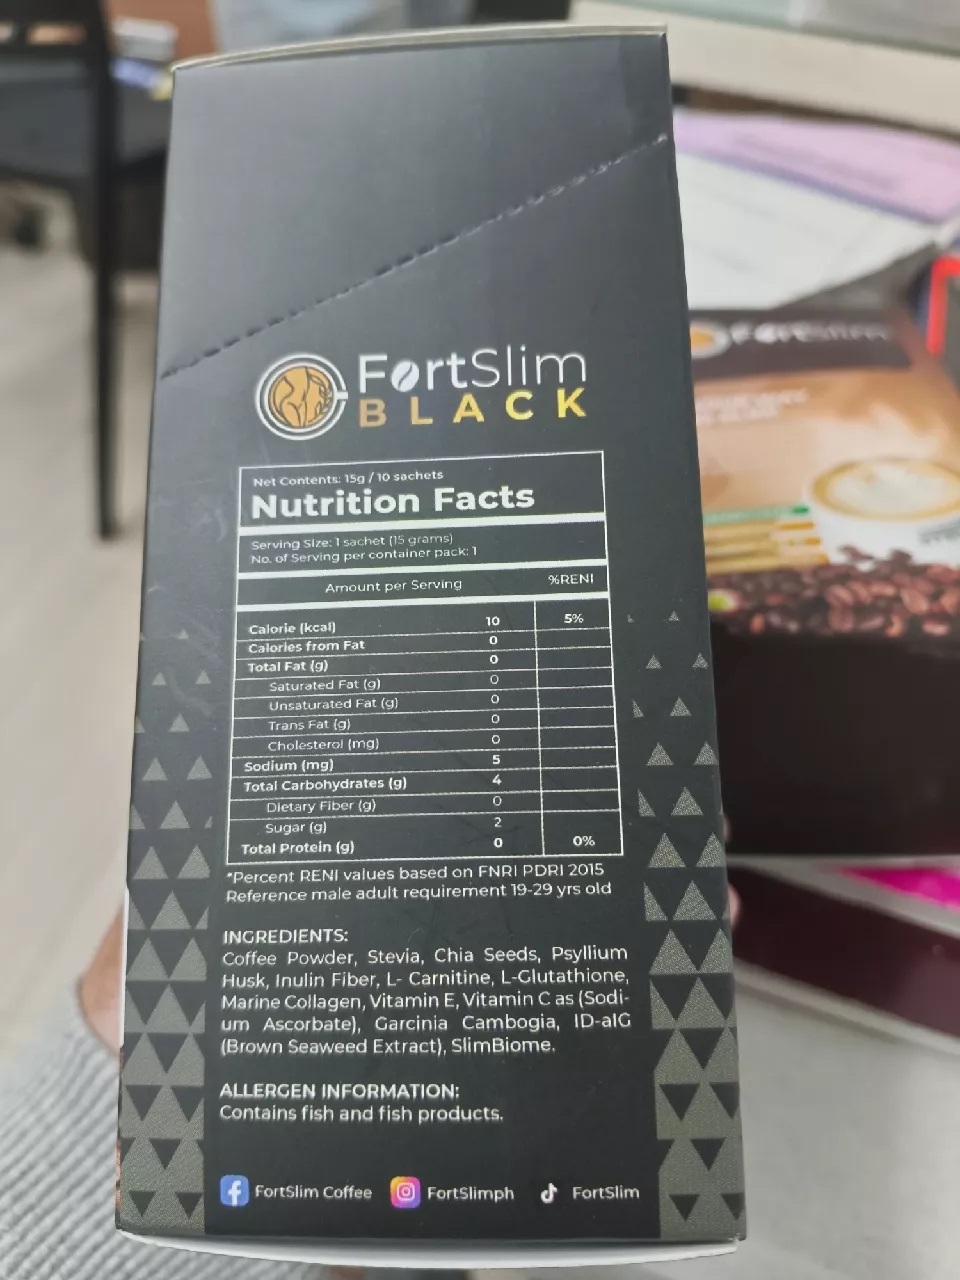 FortSlim
BLACK
Net Contents: 15g / 10 sachets
Nutrition Facts
Serving Size: 1 sachet (15 grams)
No. of Serving per container pack: 1
Amount per Serving %RENI
Calorie (kcal) 10 5%
Calories from Fat 0
Total Fat (g) 0
Saturated Fat (g) 0
Unsaturated Fat (g) 0
Trans Fat (g) 0
Cholesterol (mg) 0
Sodium (mg) 5
Total Carbohydrates (g) 4
Dietary Fiber (g) 0
Sugar (g) 2
Total Protein (g) 0 0%
*Percent RENI values based on FNRI PDRI 2015
Reference male adult requirement 19-29 yrs old
INGREDIENTS:
Coffee Powder, Stevia, Chia Seeds, Psyllium
Husk, Inulin Fiber, L- Carnitine, L-Glutathione,
Marine Collagen, Vitamin E, Vitamin C as (Sodi-
um Ascorbate), Garcinia Cambogia, ID-alG
(Brown Seaweed Extract), SlimBiome.
ALLERGEN INFORMATION:
Contains fish and fish products.
FortSlim Coffee FortSlimph FortSlim
FortSlim